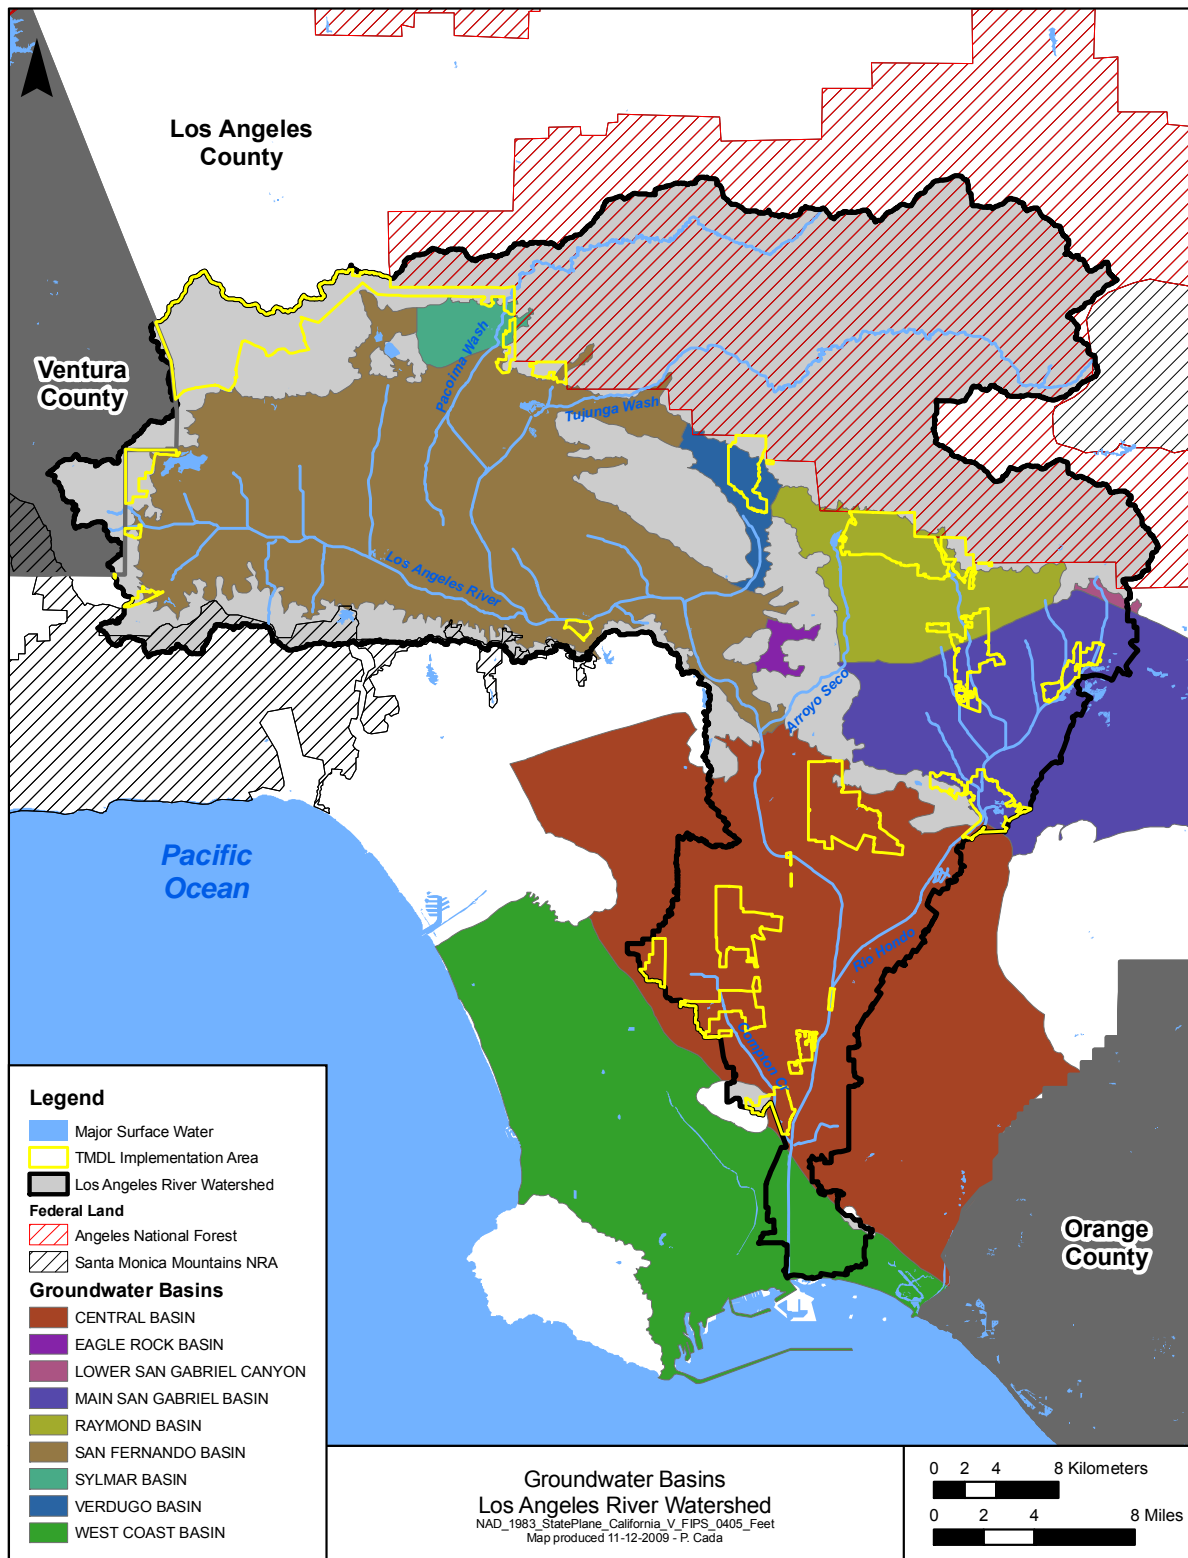 Los Angeles
County
Ventura
County
Pacoima Wash
Tujunga Wash
Los Angeles River
Arroyo Seco
Pacific
Ocean
Rio Hondo
Compton Cr
Orange
County
Legend
Major Surface Water
TMDL Implementation Area
Los Angeles River Watershed
Federal Land
Angeles National Forest
Santa Monica Mountains NRA
Groundwater Basins
CENTRAL BASIN
EAGLE ROCK BASIN
LOWER SAN GABRIEL CANYON
MAIN SAN GABRIEL BASIN
RAYMOND BASIN
SAN FERNANDO BASIN
SYLMAR BASIN
VERDUGO BASIN
WEST COAST BASIN
Groundwater Basins
Los Angeles River Watershed
NAD_1983_StatePlane_California_V_FIPS_0405_Feet
Map produced 11-12-2009 - P. Cada
0 2 4 8 Kilometers
0 2 4 8 Miles